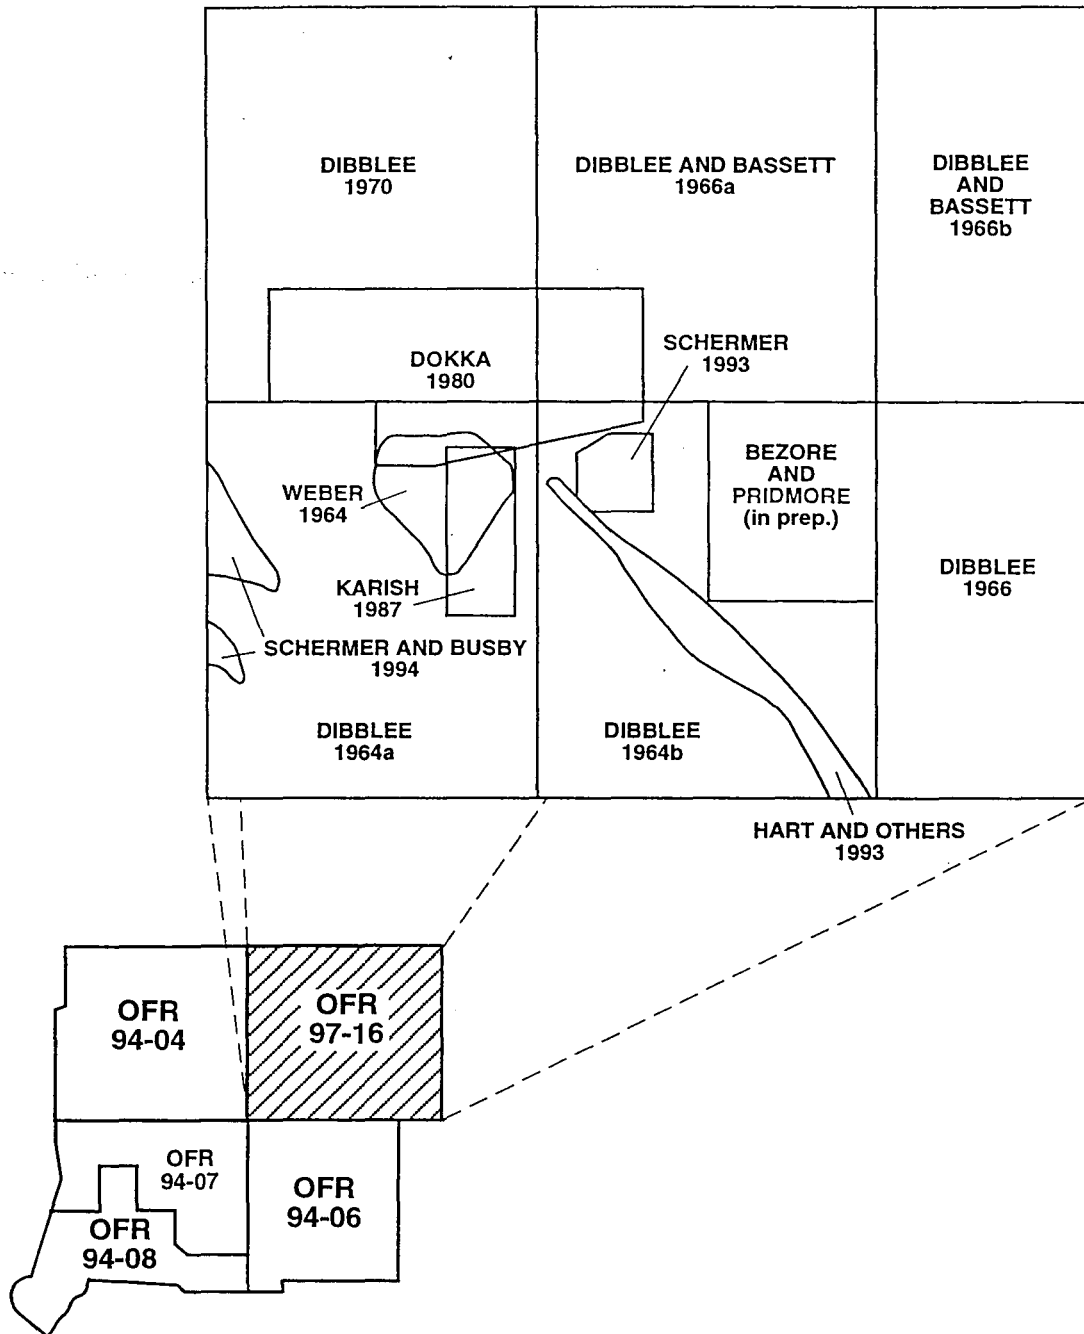 DIBBLEE
1970
DIBBLEE AND BASSETT
1966a
DIBBLEE
AND
BASSETT
1966b
DOKKA
1980
SCHERMER
1993
WEBER
1964
BEZORE
AND
PRIDMORE
(in prep.)
KARISH
1987
DIBBLEE
1966
SCHERMER AND BUSBY
1994
DIBBLEE
1964a
DIBBLEE
1964b
HART AND OTHERS
1993
OFR
94-04
OFR
97-16
OFR
94-07
OFR
94-06
OFR
94-08